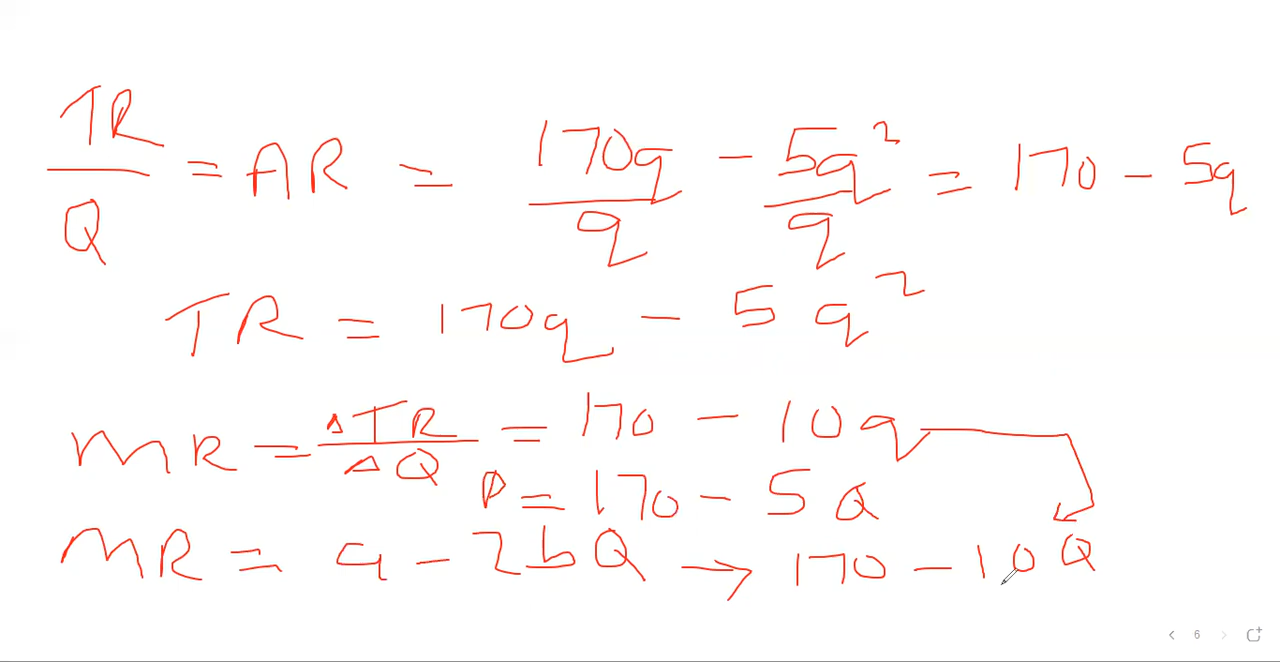 TR/Q = AR = 170q/q - 5q²/q = 170 - 5q
TR = 170q - 5q²
MR = ΔTR/ΔQ = 170 - 10q
P = 170 - 5Q
MR = a - 2bQ → 170 - 10Q
6